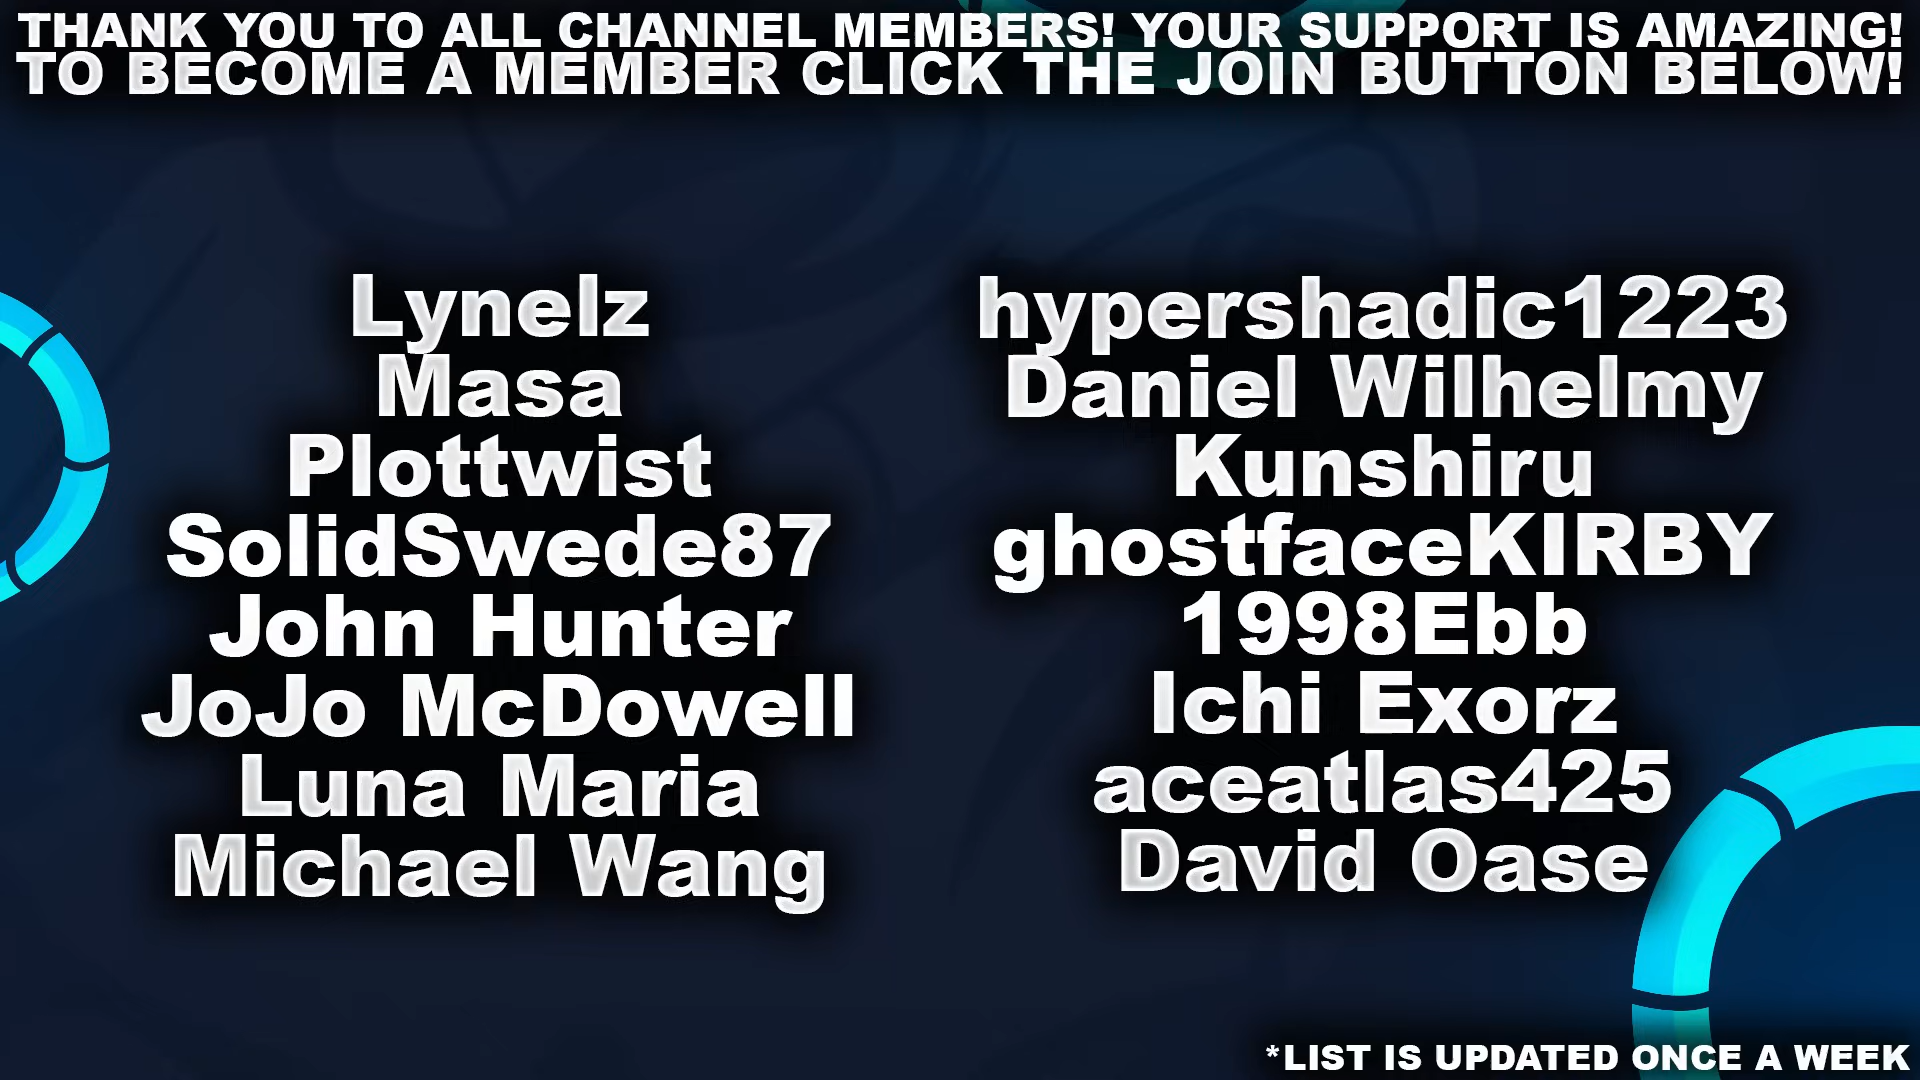 THANK YOU TO ALL CHANNEL MEMBERS! YOUR SUPPORT IS AMAZING!
TO BECOME A MEMBER CLICK THE JOIN BUTTON BELOW!
Lynelz
Masa
Plottwist
SolidSwede87
John Hunter
JoJo McDowell
Luna Maria
Michael Wang
hypershadic1223
Daniel Wilhelmy
Kunshiru
ghostfaceKIRBY
1998Ebb
Ichi Exorz
aceatlas425
David Oase
*LIST IS UPDATED ONCE A WEEK